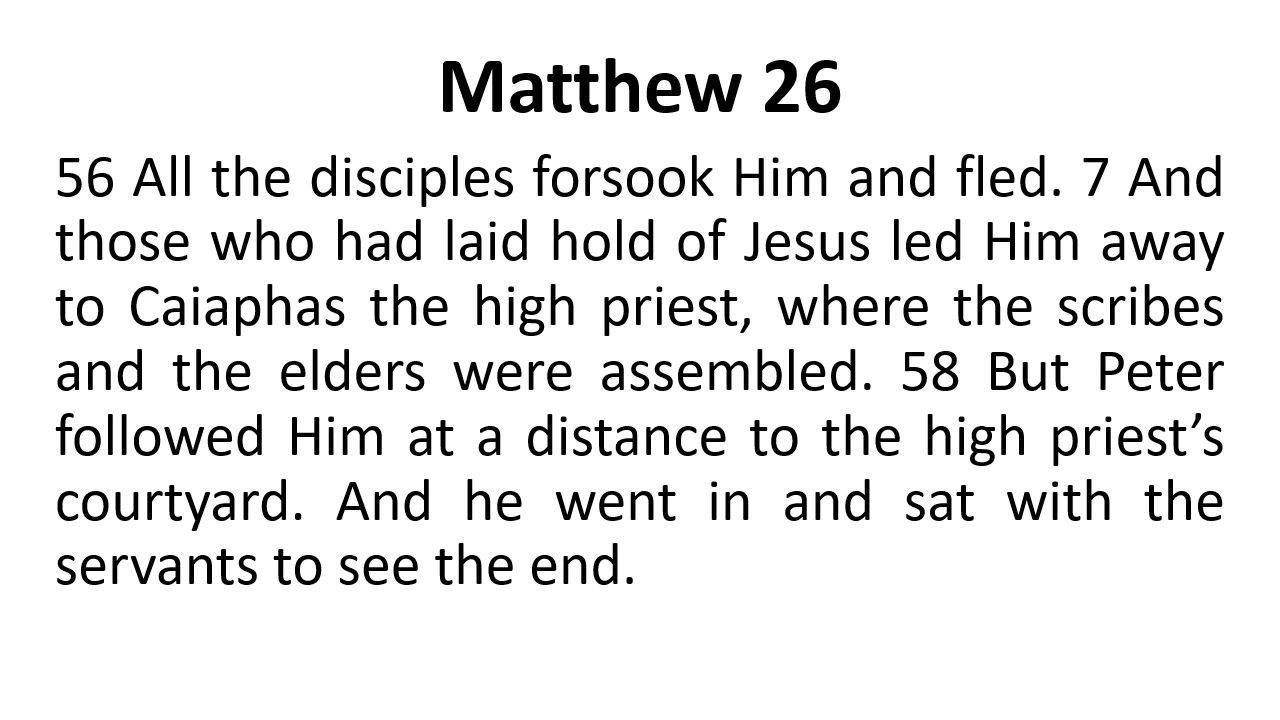 Matthew 26
56 All the disciples forsook Him and fled. 7 And
those who had laid hold of Jesus led Him away
to Caiaphas the high priest, where the scribes
and the elders were assembled. 58 But Peter
followed Him at a distance to the high priest’s
courtyard. And he went in and sat with the
servants to see the end.